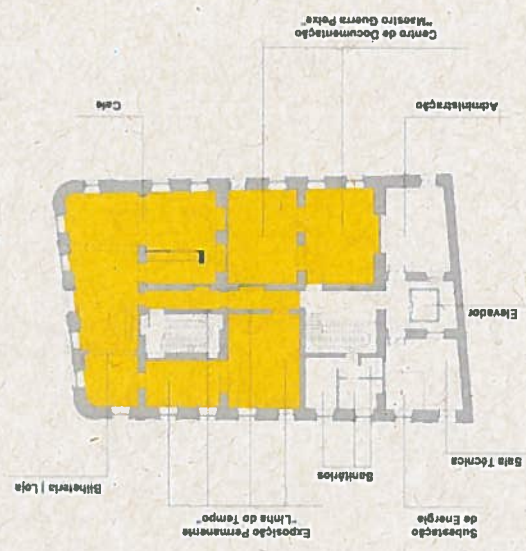 Subestação
de Energia
Exposição Permanente
"Linha do Tempo"
Sala Técnica
Sanitários
Bilheteria | Loja
Elevador
Administração
Café
Centro de Documentação
"Maestro Guerra Peixe"